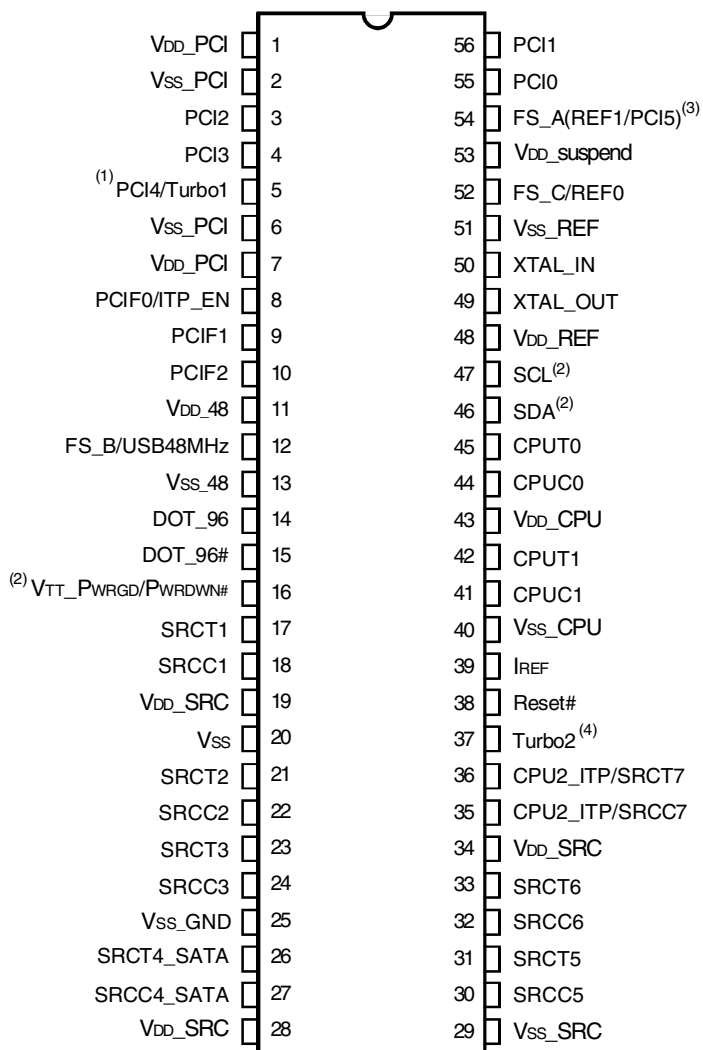 VDD_PCI 1 56 PCI1
VSS_PCI 2 55 PCI0
PCI2 3 54 FS_A(REF1/PCI5)(3)
PCI3 4 53 VDD_suspend
(1) PCI4/Turbo1 5 52 FS_C/REF0
VSS_PCI 6 51 VSS_REF
VDD_PCI 7 50 XTAL_IN
PCIF0/ITP_EN 8 49 XTAL_OUT
PCIF1 9 48 VDD_REF
PCIF2 10 47 SCL(2)
VDD_48 11 46 SDA(2)
FS_B/USB48MHz 12 45 CPUT0
VSS_48 13 44 CPUC0
DOT_96 14 43 VDD_CPU
DOT_96# 15 42 CPUT1
(2) VTT_PWRGD/PWRDWN# 16 41 CPUC1
SRCT1 17 40 VSS_CPU
SRCC1 18 39 IREF
VDD_SRC 19 38 Reset#
VSS 20 37 Turbo2 (4)
SRCT2 21 36 CPU2_ITP/SRCT7
SRCC2 22 35 CPU2_ITP/SRCC7
SRCT3 23 34 VDD_SRC
SRCC3 24 33 SRCT6
VSS_GND 25 32 SRCC6
SRCT4_SATA 26 31 SRCT5
SRCC4_SATA 27 30 SRCC5
VDD_SRC 28 29 VSS_SRC